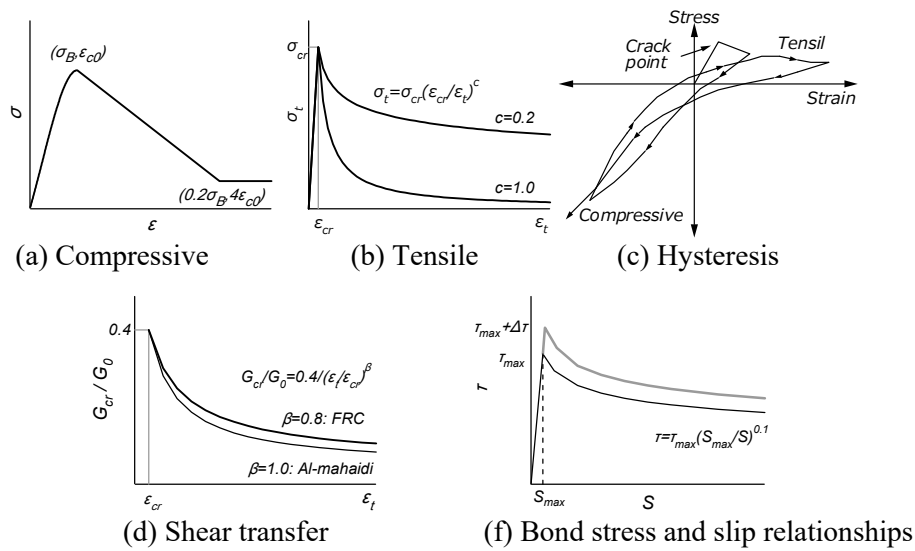 (σB,εc0)
σ
(0.2σB,4εc0)
ε
(a) Compressive
σcr
σt=σcr(εcr/εt)^c
σt
c=0.2
c=1.0
εcr
εt
(b) Tensile
Stress
Crack
point
Tensil
Strain
Compressive
(c) Hysteresis
0.4
Gcr/G0=0.4/(εt/εcr)^β
Gcr/G0
β=0.8: FRC
β=1.0: Al-mahaidi
εcr
εt
(d) Shear transfer
τmax+Δτ
τmax
τ
τ=τmax(Smax/S)^0.1
Smax
S
(f) Bond stress and slip relationships